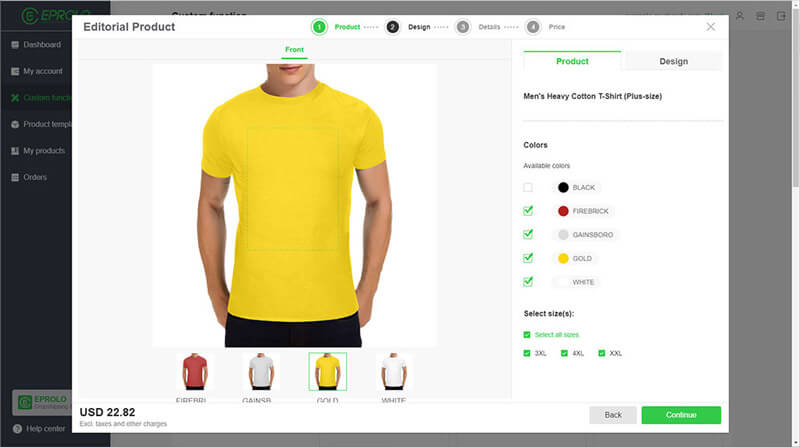 EPROLO
Custom function
Editorial Product
1 Product
2 Design
3 Details
4 Price
Dashboard
My account
Custom func
Product templa
My products
Orders
EPROLO
Help center
Front
FIREBRI
GAINSB
GOLD
WHITE
Product
Design
Men's Heavy Cotton T-Shirt (Plus-size)
Colors
Available colors
BLACK
FIREBRICK
GAINSBORO
GOLD
WHITE
Select size(s):
Select all sizes
3XL 4XL XXL
USD 22.82
Excl. taxes and other charges
Back
Continue